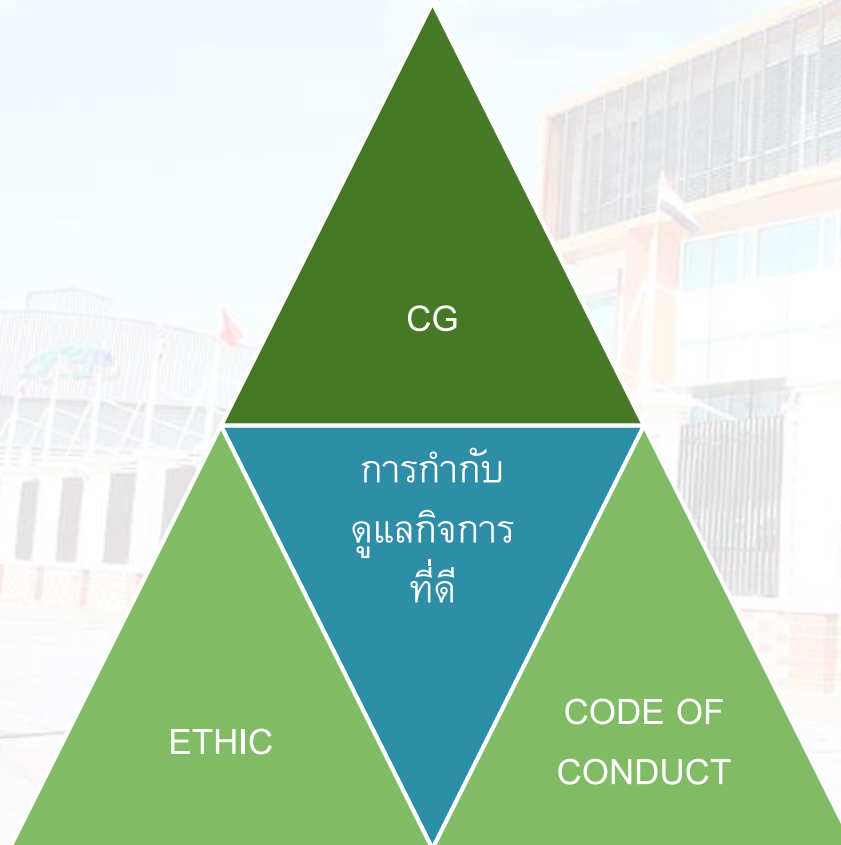 CG
การกำกับ
ดูแลกิจการ
ที่ดี
ETHIC
CODE OF
CONDUCT